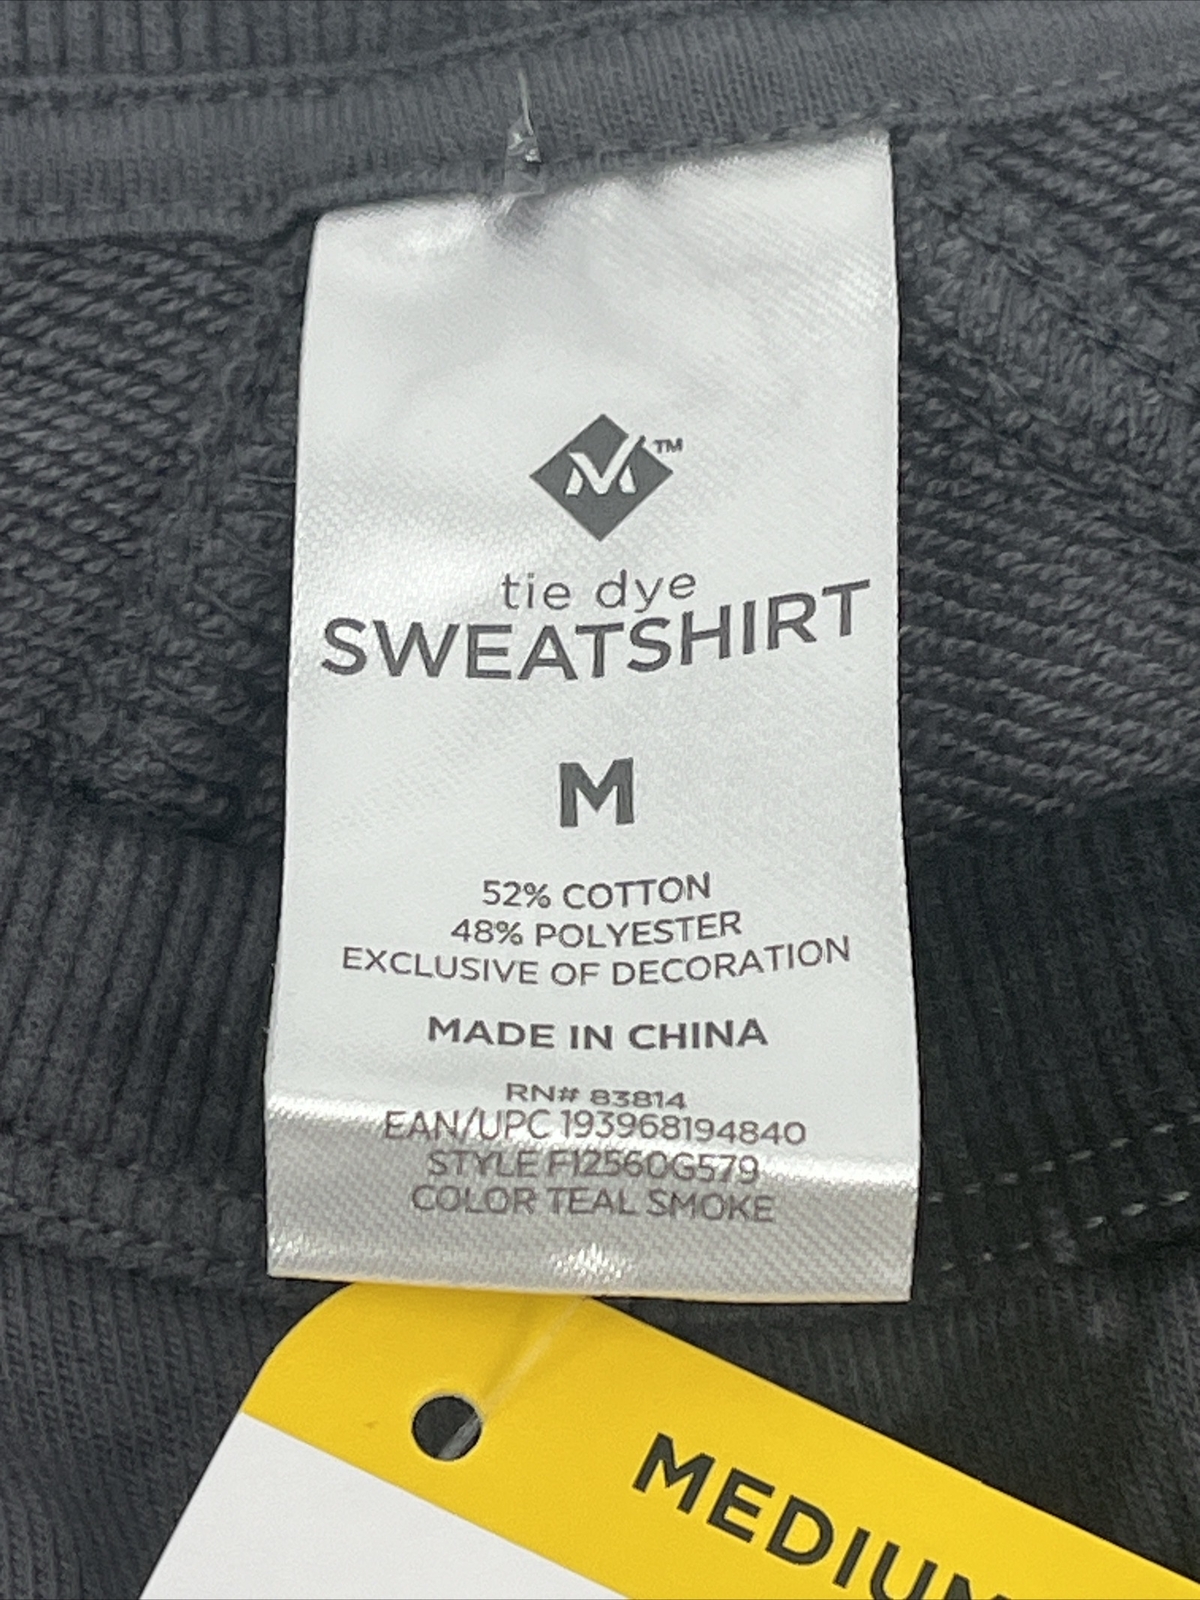 M™
tie dye
SWEATSHIRT
M
52% COTTON
48% POLYESTER
EXCLUSIVE OF DECORATION
MADE IN CHINA
RN# 83814
EAN/UPC 193968194840
STYLE F12560G579
COLOR TEAL SMOKE
MEDIUM